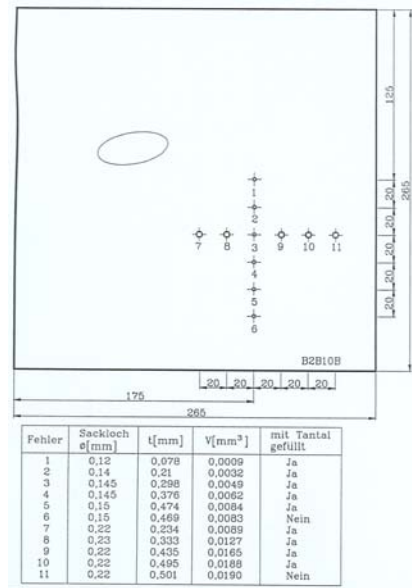 125
265
20
20
20
20
20
1
2
7 8 3 9 10 11
4
5
6
B2B10B
20 20 20 20 20
175
265
Fehler Sackloch ø[mm] t[mm] V[mm³] mit Tantal gefüllt
1 0,12 0,078 0,0009 Ja
2 0,14 0,21 0,0032 Ja
3 0,145 0,298 0,0049 Ja
4 0,145 0,376 0,0062 Ja
5 0,15 0,474 0,0084 Ja
6 0,15 0,469 0,0083 Nein
7 0,22 0,234 0,0089 Ja
8 0,23 0,333 0,0127 Ja
9 0,22 0,435 0,0165 Ja
10 0,22 0,495 0,0188 Ja
11 0,22 0,501 0,0190 Nein